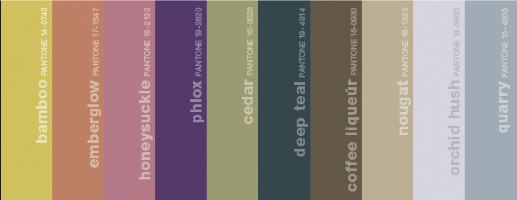 bamboo PANTONE 14-0740
emberglow PANTONE 17-1547
honeysuckle PANTONE 18-2120
phlox PANTONE 19-2820
cedar PANTONE 16-0526
deep teal PANTONE 19-4914
coffee liqueúr PANTONE 18-0930
nougat PANTONE 16-1320
orchid hush PANTONE 13-3805
quarry PANTONE 15-4305